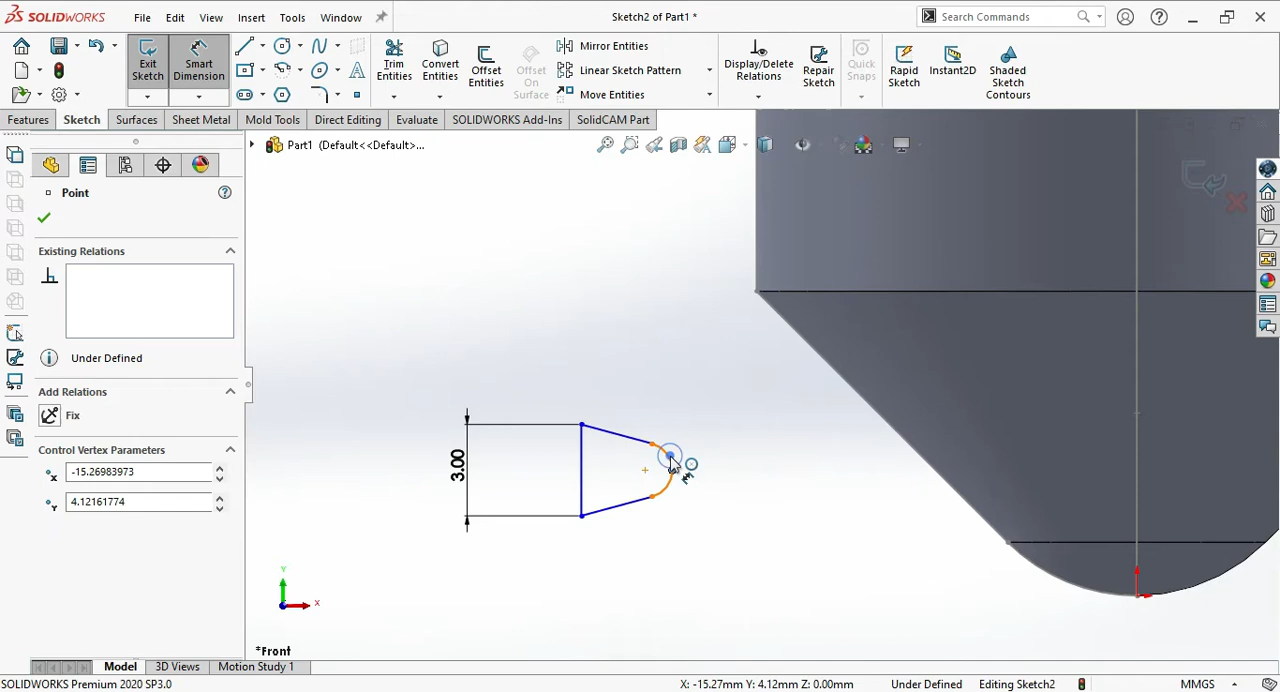 SOLIDWORKS File Edit View Insert Tools Window Sketch2 of Part1 * Search Commands
Exit Sketch
Smart Dimension
Trim Entities
Convert Entities
Offset Entities
Offset On Surface
Mirror Entities
Linear Sketch Pattern
Move Entities
Display/Delete Relations
Repair Sketch
Quick Snaps
Rapid Sketch
Instant2D
Shaded Sketch Contours
Features Sketch Surfaces Sheet Metal Mold Tools Direct Editing Evaluate SOLIDWORKS Add-Ins SolidCAM Part
Part1 (Default<<Default>...
Point
Existing Relations
Under Defined
Add Relations
Fix
Control Vertex Parameters
-15.26983973
4.12161774
3.00
Y
X
*Front
Model 3D Views Motion Study 1
SOLIDWORKS Premium 2020 SP3.0 X: -15.27mm Y: 4.12mm Z: 0.00mm Under Defined Editing Sketch2 MMGS